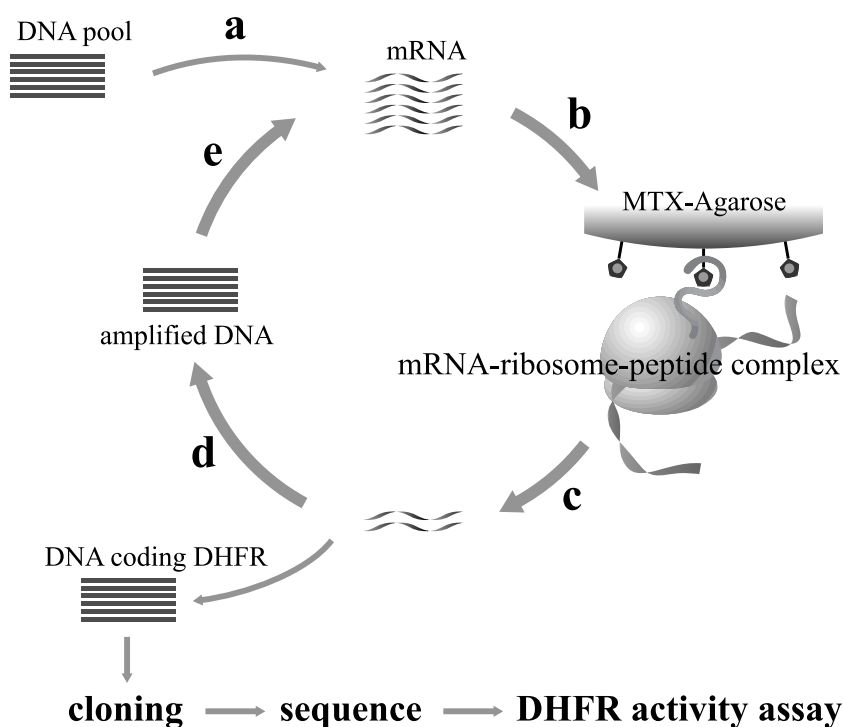 DNA pool
a
mRNA
b
e
MTX-Agarose
amplified DNA
mRNA-ribosome-peptide complex
d
c
DNA coding DHFR
cloning
sequence
DHFR activity assay